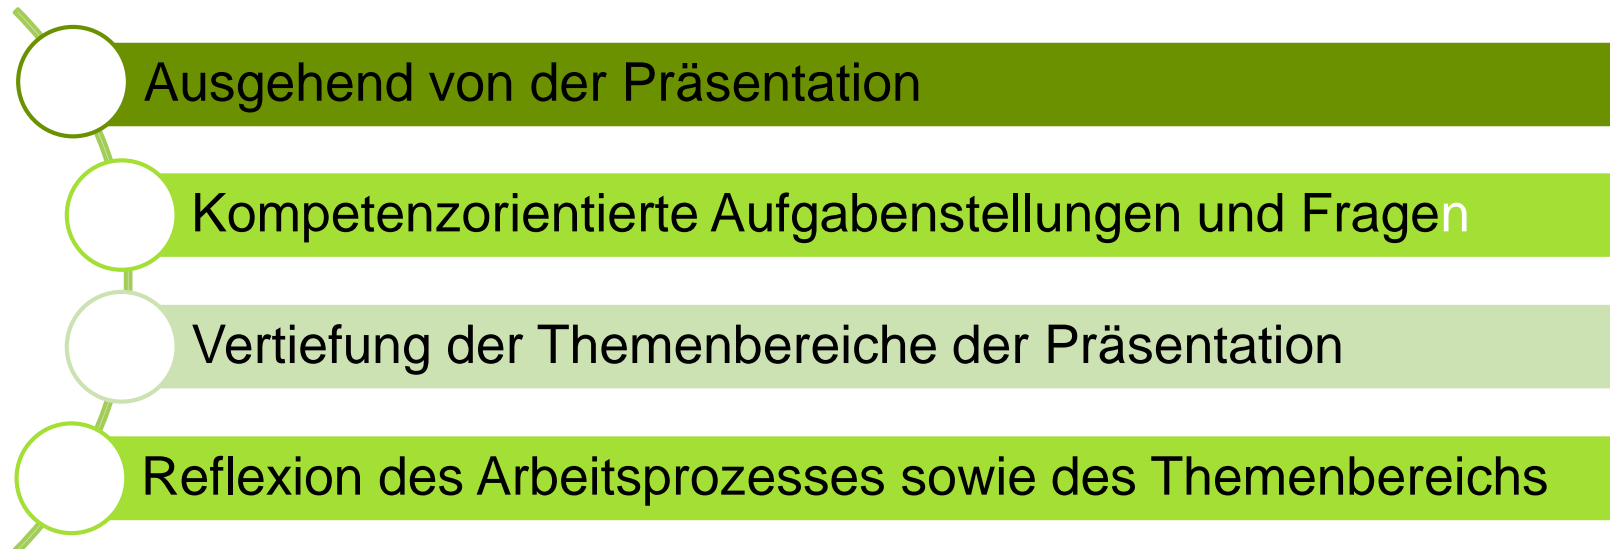 Ausgehend von der Präsentation
Kompetenzorientierte Aufgabenstellungen und Fragen
Vertiefung der Themenbereiche der Präsentation
Reflexion des Arbeitsprozesses sowie des Themenbereichs